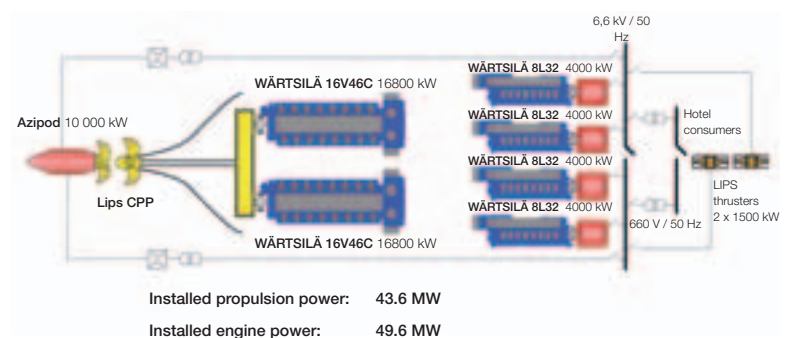 6,6 kV / 50
Hz
WÄRTSILÄ 8L32 4000 kW
WÄRTSILÄ 16V46C 16800 kW
WÄRTSILÄ 8L32 4000 kW
Azipod 10 000 kW
Hotel
consumers
WÄRTSILÄ 8L32 4000 kW
Lips CPP
LIPS
thrusters
2 x 1500 kW
WÄRTSILÄ 8L32 4000 kW
660 V / 50 Hz
WÄRTSILÄ 16V46C 16800 kW
Installed propulsion power: 43.6 MW
Installed engine power: 49.6 MW